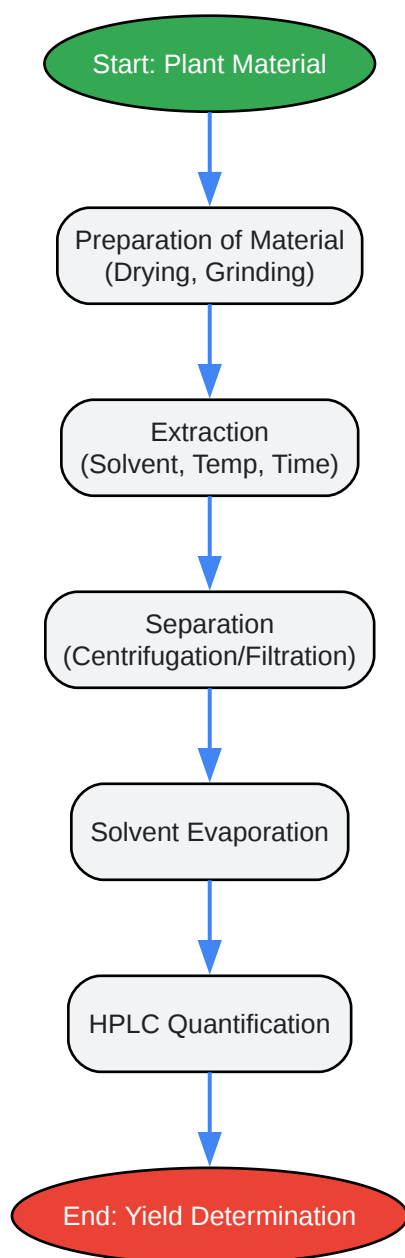 Start: Plant Material
Preparation of Material
(Drying, Grinding)
Extraction
(Solvent, Temp, Time)
Separation
(Centrifugation/Filtration)
Solvent Evaporation
HPLC Quantification
End: Yield Determination